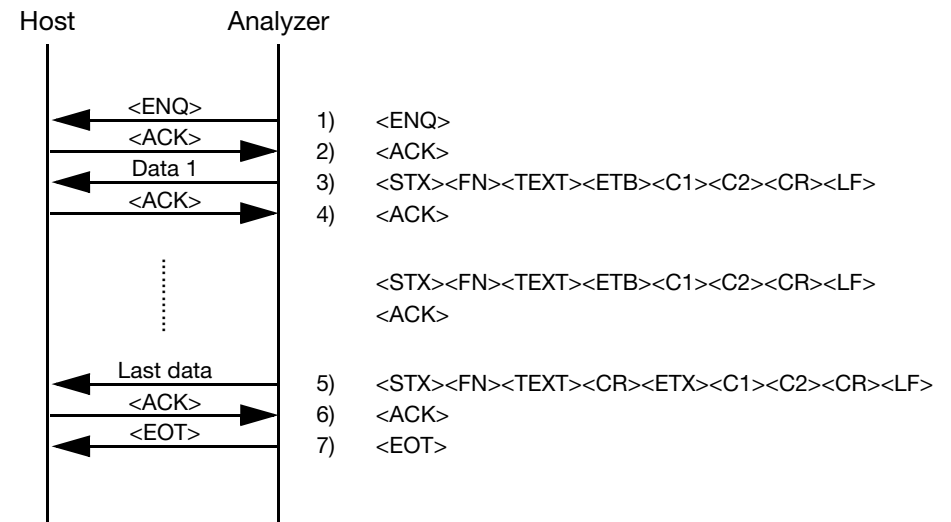 Host Analyzer
<ENQ> 1) <ENQ>
<ACK> 2) <ACK>
Data 1 3) <STX><FN><TEXT><ETB><C1><C2><CR><LF>
<ACK> 4) <ACK>
<STX><FN><TEXT><ETB><C1><C2><CR><LF>
<ACK>
Last data 5) <STX><FN><TEXT><CR><ETX><C1><C2><CR><LF>
<ACK> 6) <ACK>
<EOT> 7) <EOT>